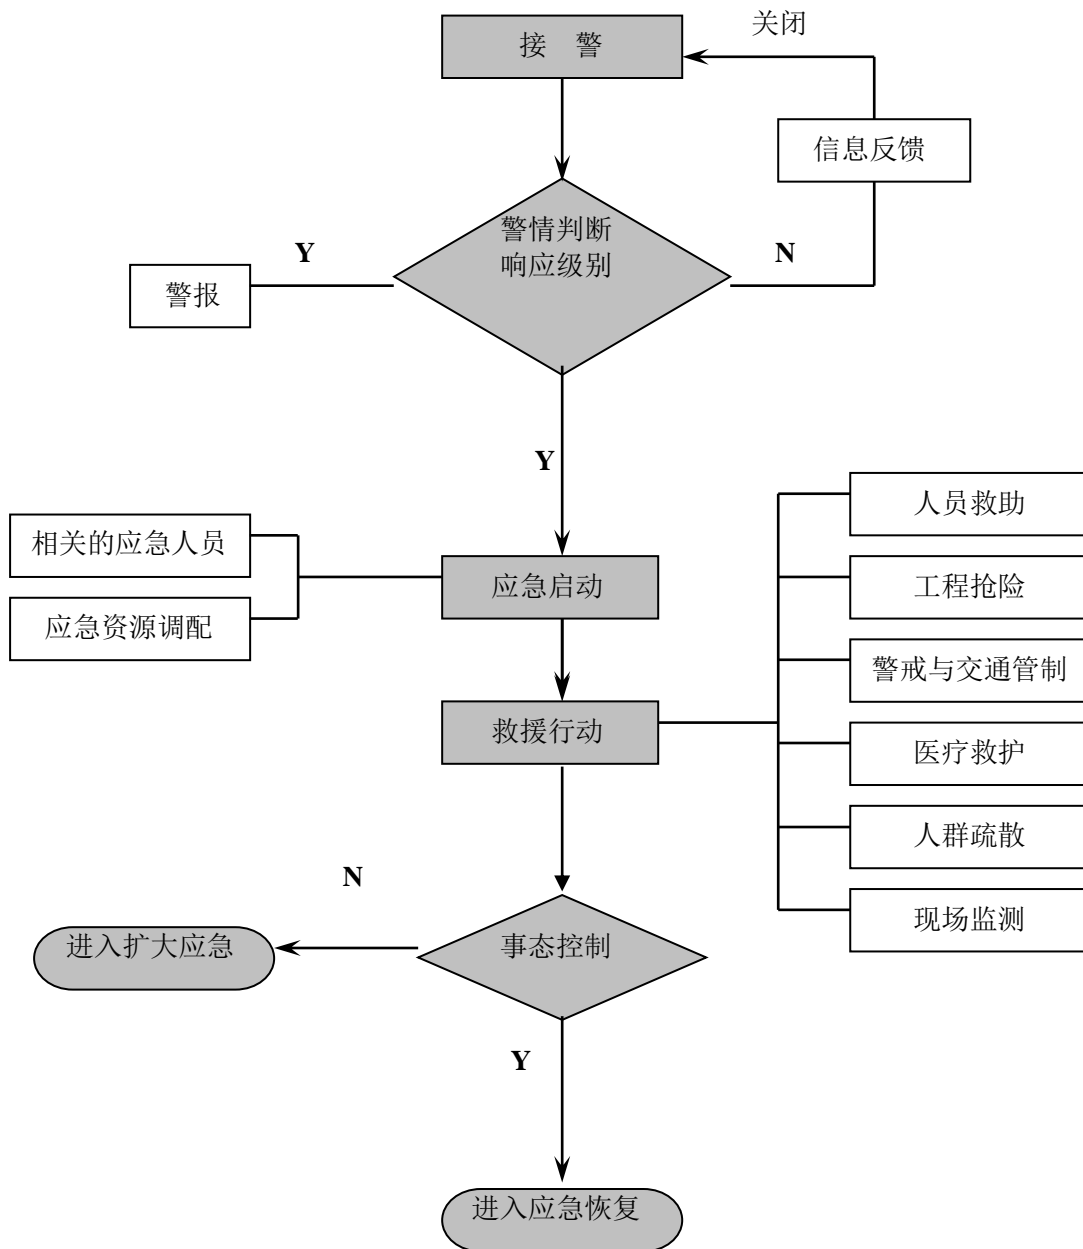 关闭
接 警
信息反馈
警情判断
响应级别
Y
N
警报
Y
人员救助
相关的应急人员
工程抢险
应急启动
应急资源调配
警戒与交通管制
救援行动
医疗救护
人群疏散
N
现场监测
进入扩大应急
事态控制
Y
进入应急恢复